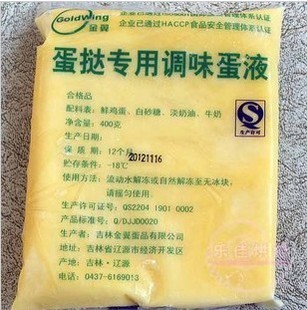 GoldWing
金翼
企业已通过HACCP食品安全管理体系认证
蛋挞专用调味蛋液
合格品
配料表：鲜鸡蛋、白砂糖、淡奶油、牛奶
净含量：400克
生产日期：
保质期：12个月
20121116
贮存条件：-18℃
使用方法：流动水解冻或自然解冻至无冰块，
请摇匀使用。
生产许可证号：QS2204 1901 0002
产品标准号：Q/DJJD0020
吉林金翼蛋品有限公司
地址：吉林省辽源市经济开发区
产地：吉林·辽源
电话：0437-6169013
QS
生产许可